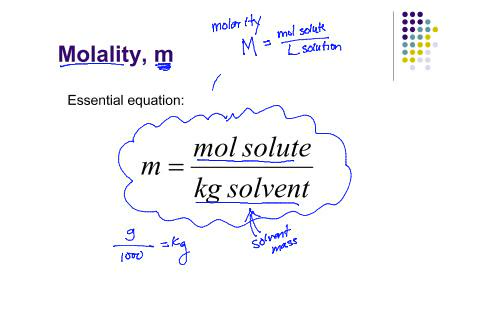 molarity
M = mol solute / L solution
Molality, m
Essential equation:
m = mol solute / kg solvent
g / 1000 = kg
solvent
mass